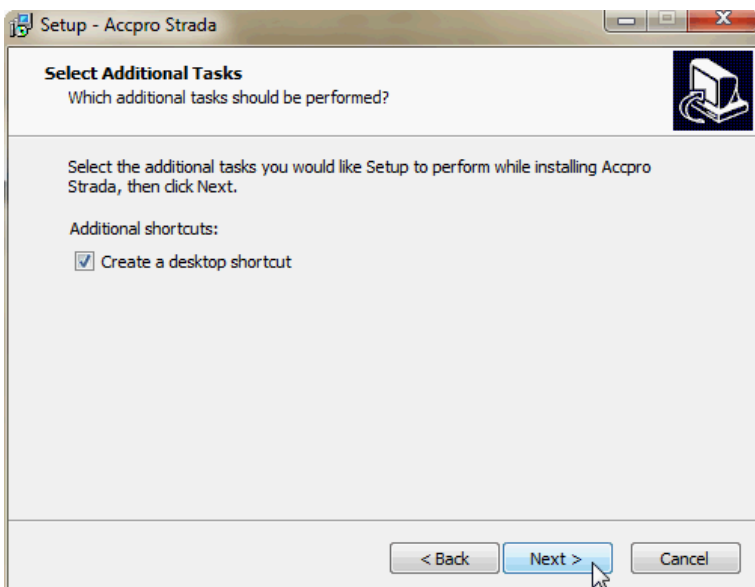 Setup - Accpro Strada
Select Additional Tasks
Which additional tasks should be performed?
Select the additional tasks you would like Setup to perform while installing Accpro
Strada, then click Next.
Additional shortcuts:
Create a desktop shortcut
< Back Next > Cancel